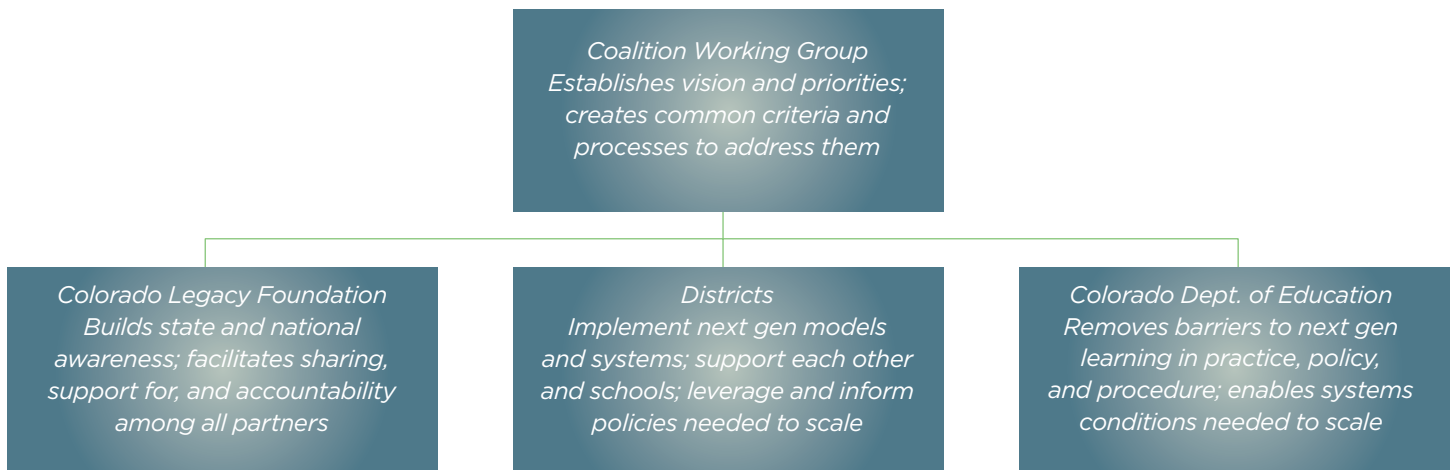 Coalition Working Group
Establishes vision and priorities;
creates common criteria and
processes to address them
Colorado Legacy Foundation
Builds state and national
awareness; facilitates sharing,
support for, and accountability
among all partners
Districts
Implement next gen models
and systems; support each other
and schools; leverage and inform
policies needed to scale
Colorado Dept. of Education
Removes barriers to next gen
learning in practice, policy,
and procedure; enables systems
conditions needed to scale